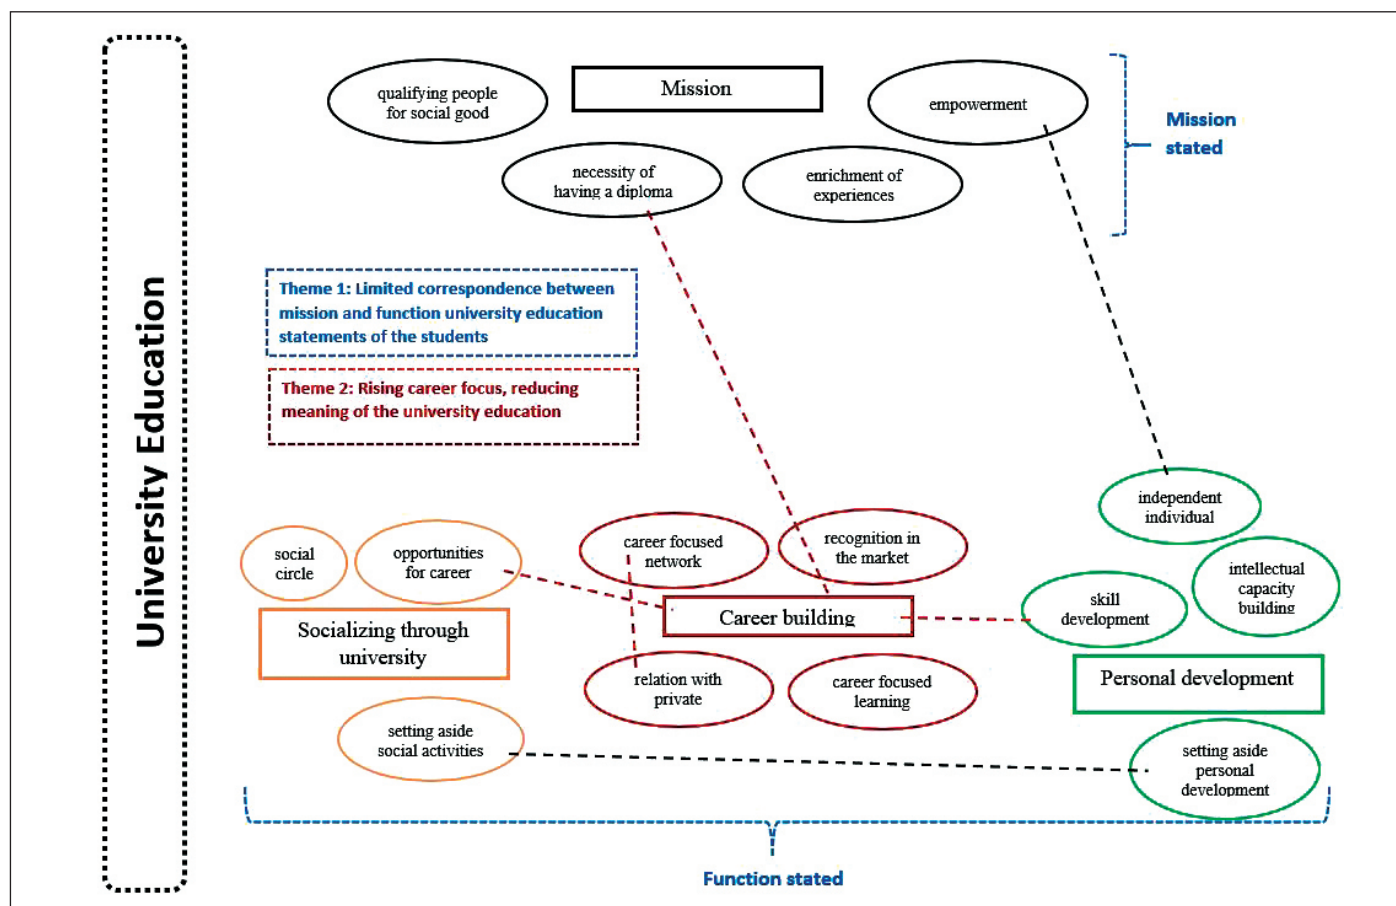 University Education
Mission
qualifying people
for social good
empowerment
necessity of
having a diploma
enrichment of
experiences
Mission
stated
Theme 1: Limited correspondence between
mission and function university education
statements of the students
Theme 2: Rising career focus, reducing
meaning of the university education
social
circle
opportunities
for career
Socializing through
university
setting aside
social activities
career focused
network
recognition in
the market
Career building
relation with
private
career focused
learning
independent
individual
intellectual
capacity
building
skill
development
Personal development
setting aside
personal
development
Function stated